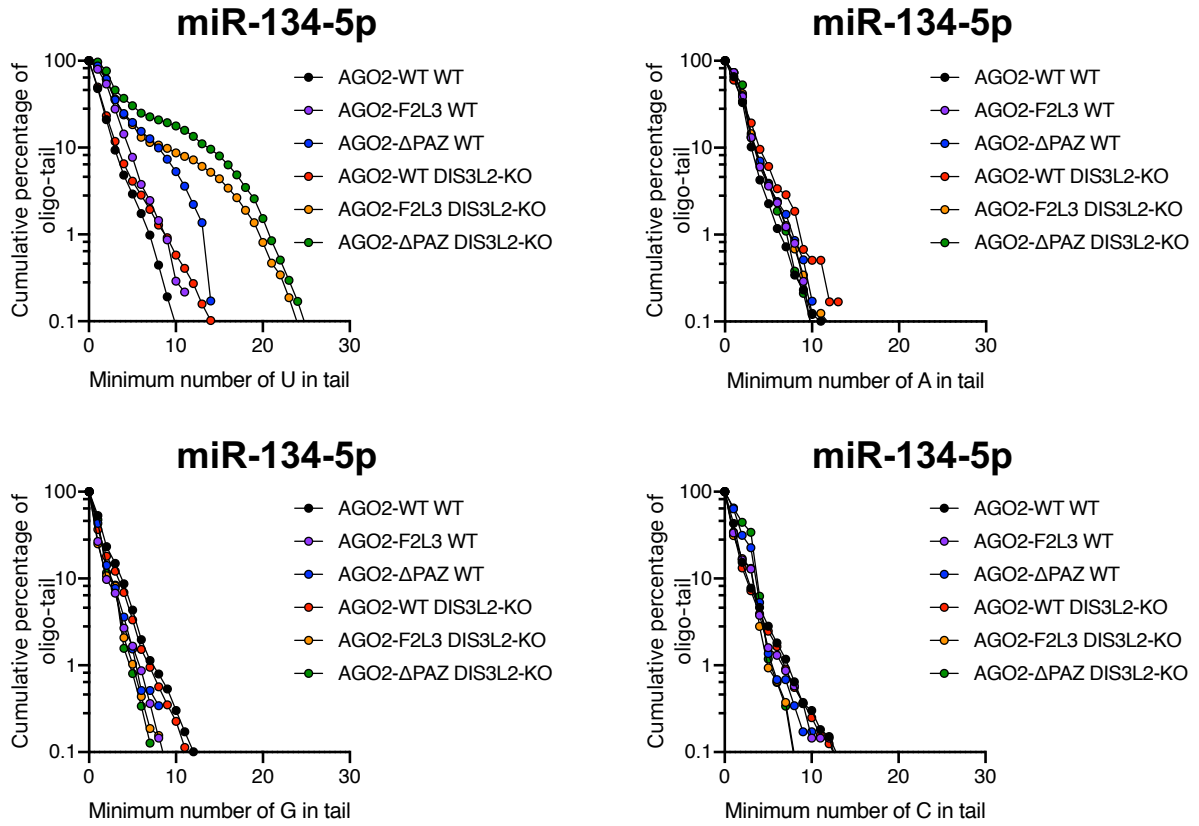 miR-134-5p
Cumulative percentage of
oligo-tail
100
10
1
0.1
0 10 20 30
Minimum number of U in tail
AGO2-WT WT
AGO2-F2L3 WT
AGO2-ΔPAZ WT
AGO2-WT DIS3L2-KO
AGO2-F2L3 DIS3L2-KO
AGO2-ΔPAZ DIS3L2-KO
miR-134-5p
Cumulative percentage of
oligo-tail
100
10
1
0.1
0 10 20 30
Minimum number of A in tail
AGO2-WT WT
AGO2-F2L3 WT
AGO2-ΔPAZ WT
AGO2-WT DIS3L2-KO
AGO2-F2L3 DIS3L2-KO
AGO2-ΔPAZ DIS3L2-KO
miR-134-5p
Cumulative percentage of
oligo-tail
100
10
1
0.1
0 10 20 30
Minimum number of G in tail
AGO2-WT WT
AGO2-F2L3 WT
AGO2-ΔPAZ WT
AGO2-WT DIS3L2-KO
AGO2-F2L3 DIS3L2-KO
AGO2-ΔPAZ DIS3L2-KO
miR-134-5p
Cumulative percentage of
oligo-tail
100
10
1
0.1
0 10 20 30
Minimum number of C in tail
AGO2-WT WT
AGO2-F2L3 WT
AGO2-ΔPAZ WT
AGO2-WT DIS3L2-KO
AGO2-F2L3 DIS3L2-KO
AGO2-ΔPAZ DIS3L2-KO